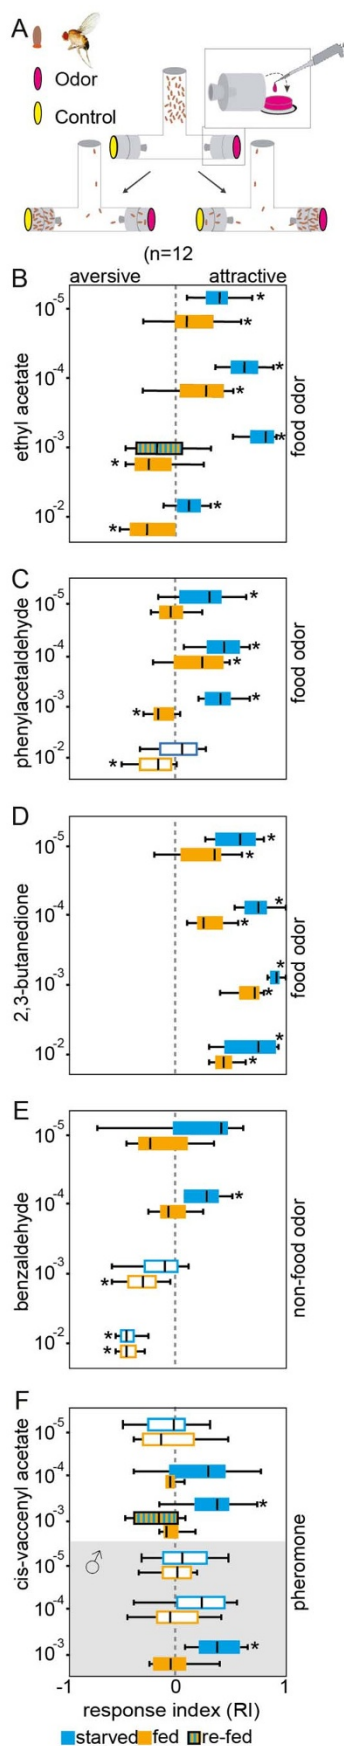 A
Odor
Control
(n=12
aversive attractive
B
ethyl acetate
10-5
10-4
10-3
10-2
food odor
C
phenylacetaldehyde
10-5
10-4
10-3
10-2
food odor
D
2,3-butanedione
10-5
10-4
10-3
10-2
food odor
E
benzaldehyde
10-5
10-4
10-3
10-2
non-food odor
F
cis-vaccenyl acetate
10-5
10-4
10-3
♂
10-5
10-4
10-3
pheromone
-1 0 1
response index (RI)
starved fed re-fed